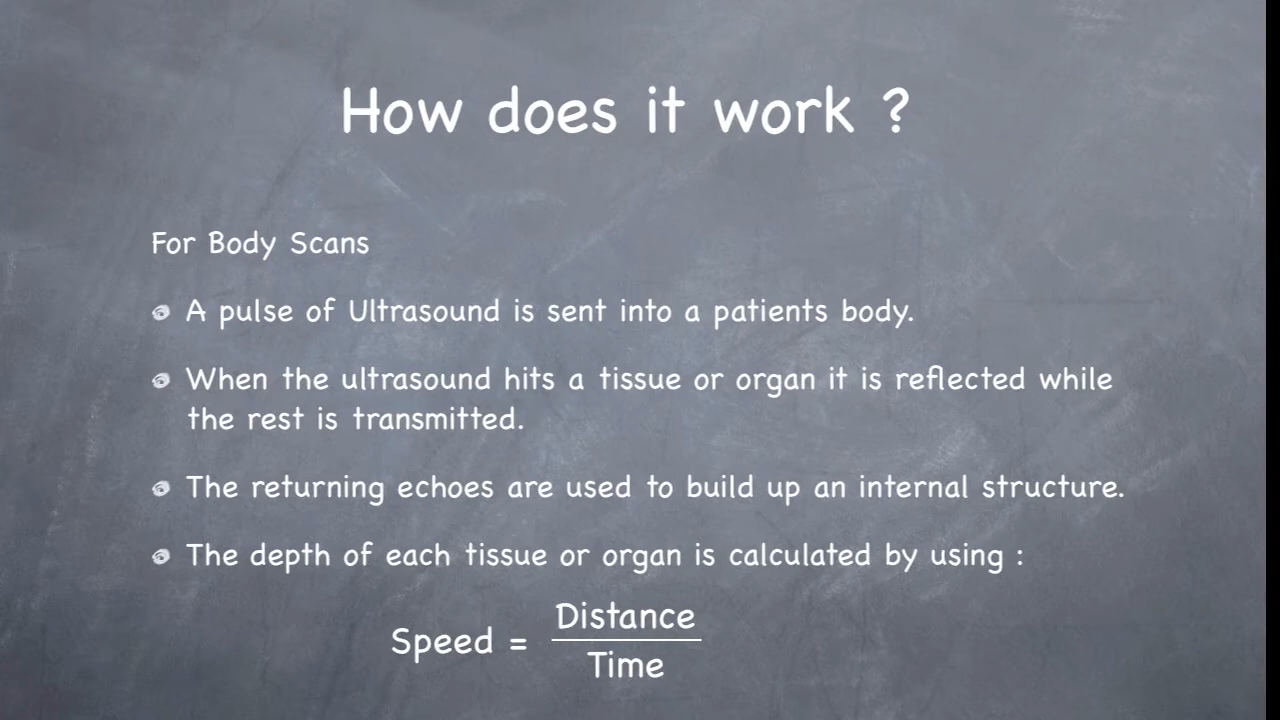 How does it work ?
For Body Scans
A pulse of Ultrasound is sent into a patients body.
When the ultrasound hits a tissue or organ it is reflected while
the rest is transmitted.
The returning echoes are used to build up an internal structure.
The depth of each tissue or organ is calculated by using :
Speed = Distance
Time